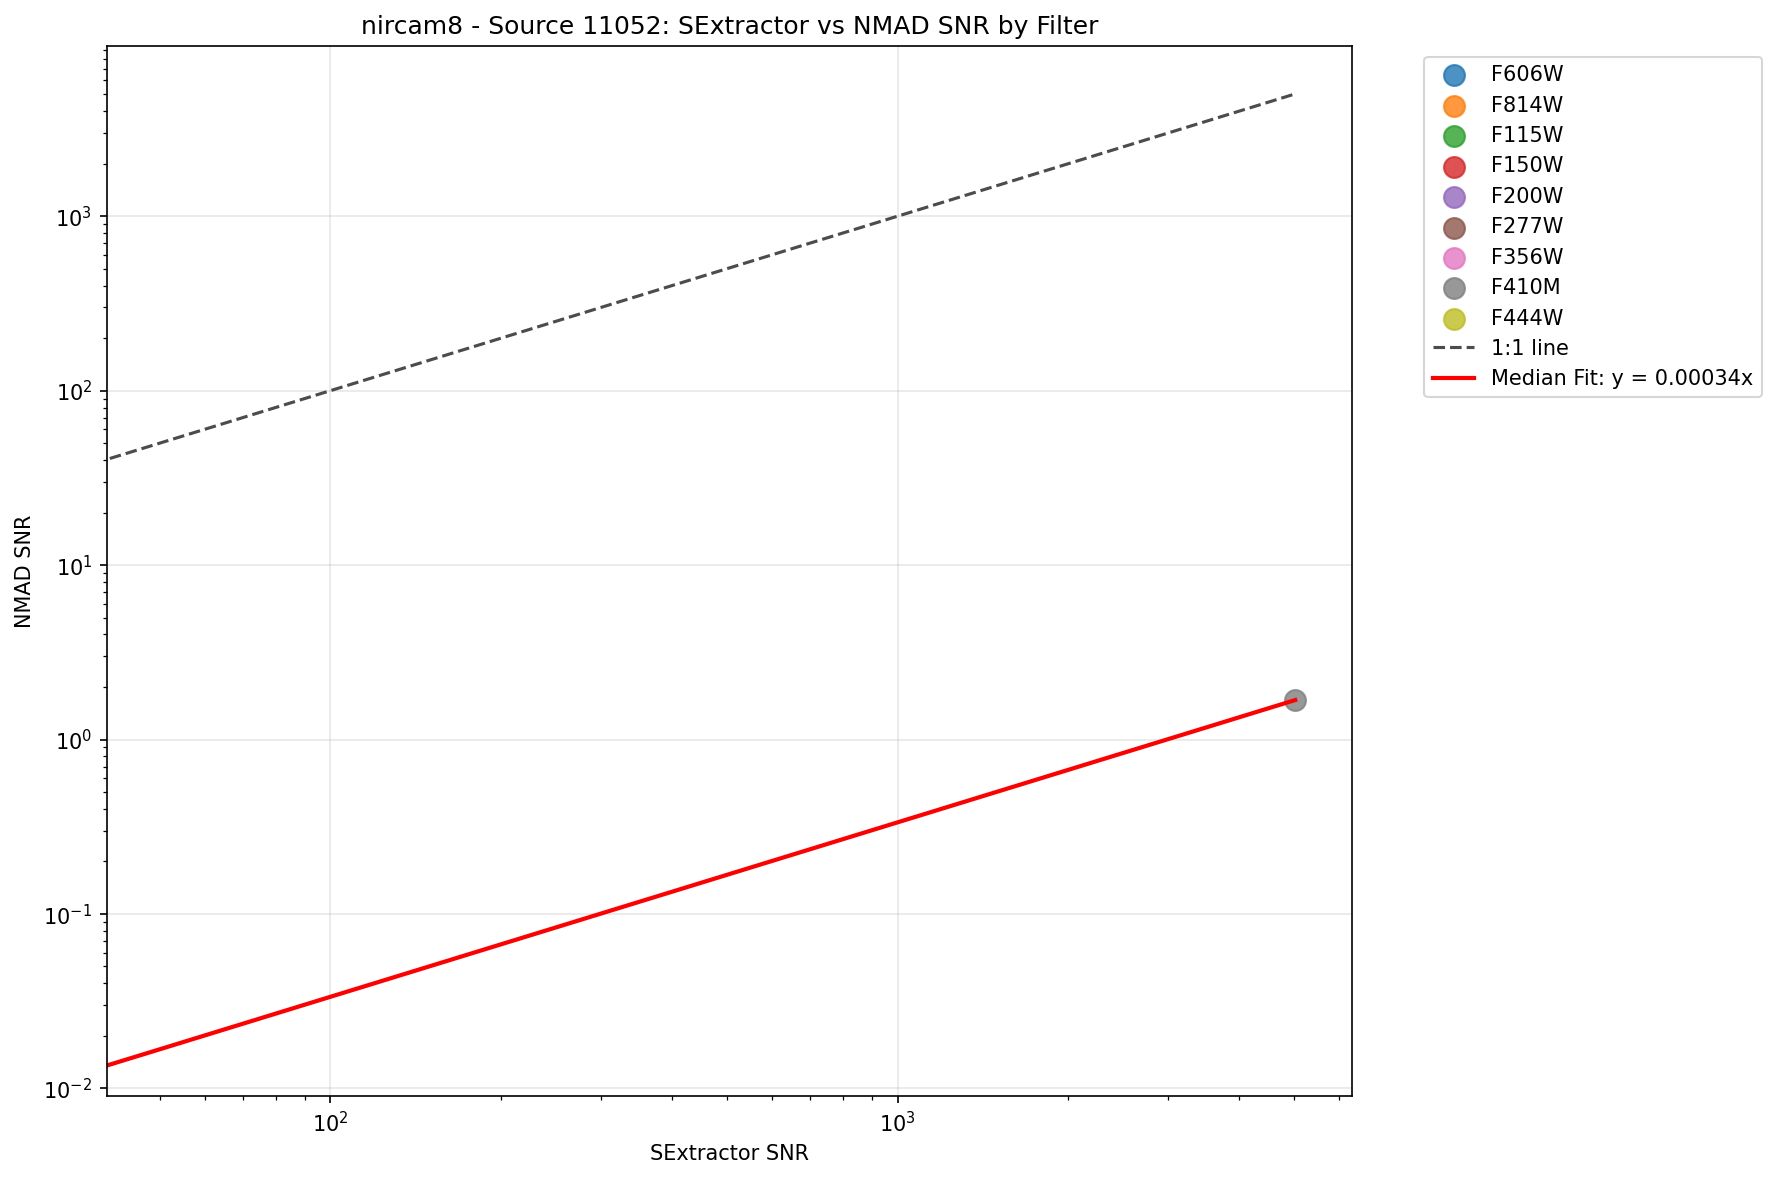 nircam8 - Source 11052: SExtractor vs NMAD SNR by Filter
NMAD SNR
10³
10²
10¹
10⁰
10⁻¹
10⁻²
10²
10³
SExtractor SNR
F606W
F814W
F115W
F150W
F200W
F277W
F356W
F410M
F444W
1:1 line
Median Fit: y = 0.00034x